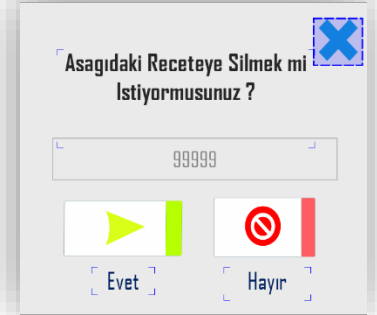 Asagıdaki Receteye Silmek mi
Istiyormusunuz ?
99999
Evet
Hayır